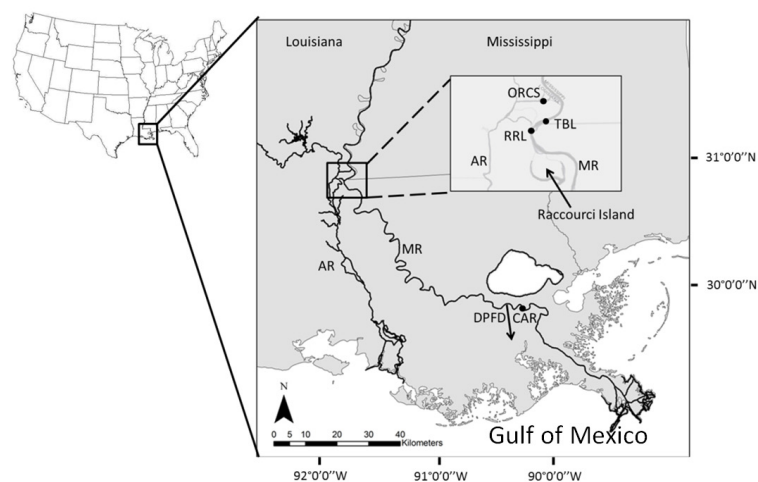 Louisiana
Mississippi
ORCS
TBL
RRL
AR
MR
Raccourci Island
31°0'0''N
MR
AR
30°0'0''N
DPFD CAR
N
0 5 10 20 30 40
Kilometers
Gulf of Mexico
92°0'0''W 91°0'0''W 90°0'0''W